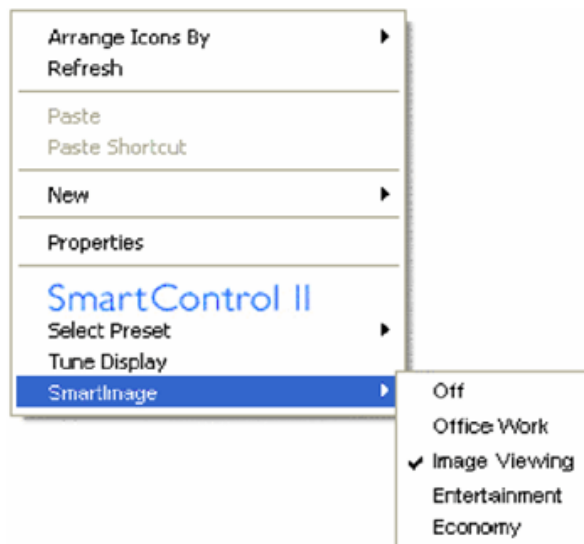 Arrange Icons By
Refresh
Paste
Paste Shortcut
New
Properties
SmartControl II
Select Preset
Tune Display
SmartImage
Off
Office Work
Image Viewing
Entertainment
Economy